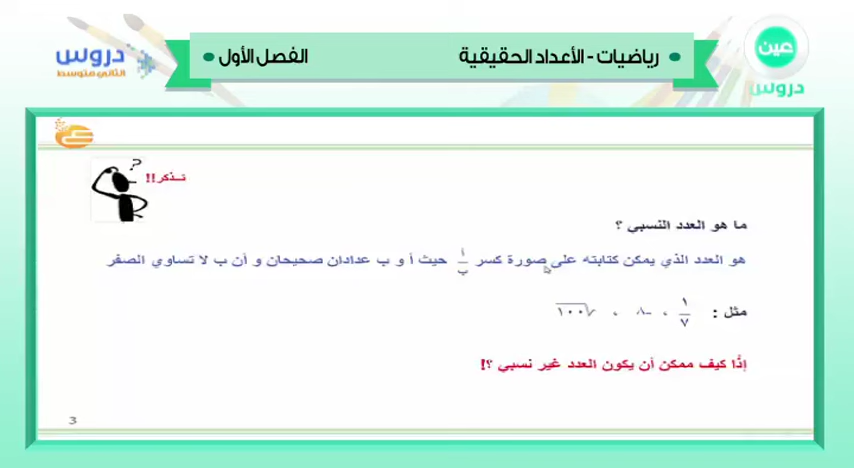 عين
دروس
رياضيات - الأعداد الحقيقية
الفصل الأول
دروس
الثاني متوسط
تـذكر!!
?
ما هو العدد النسبي ؟
هو العدد الذي يمكن كتابته على صورة كسر أ/ب حيث أ و ب عدادان صحيحان و أن ب لا تساوي الصفر
مثل : ١/٧ ، -٨ ، √١٠٠
إذًا كيف ممكن أن يكون العدد غير نسبي ؟!
3